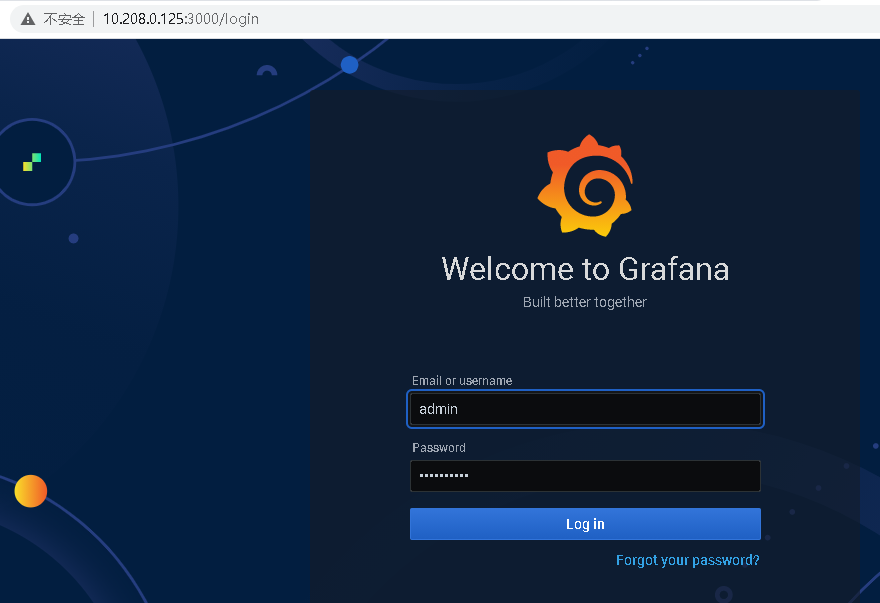 不安全 10.208.0.125:3000/login
Welcome to Grafana
Built better together
Email or username
admin
Password
••••••••••
Log in
Forgot your password?